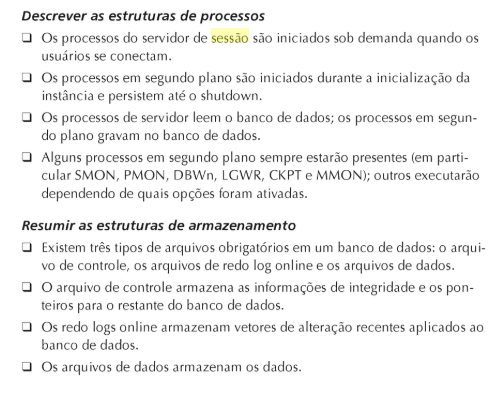 Descrever as estruturas de processos
❑ Os processos do servidor de sessão são iniciados sob demanda quando os
usuários se conectam.
❑ Os processos em segundo plano são iniciados durante a inicialização da
instância e persistem até o shutdown.
❑ Os processos de servidor leem o banco de dados; os processos em segun-
do plano gravam no banco de dados.
❑ Alguns processos em segundo plano sempre estarão presentes (em parti-
cular SMON, PMON, DBWn, LGWR, CKPT e MMON); outros executarão
dependendo de quais opções foram ativadas.
Resumir as estruturas de armazenamento
❑ Existem três tipos de arquivos obrigatórios em um banco de dados: o arqui-
vo de controle, os arquivos de redo log online e os arquivos de dados.
❑ O arquivo de controle armazena as informações de integridade e os pon-
teiros para o restante do banco de dados.
❑ Os redo logs online armazenam vetores de alteração recentes aplicados ao
banco de dados.
❑ Os arquivos de dados armazenam os dados.